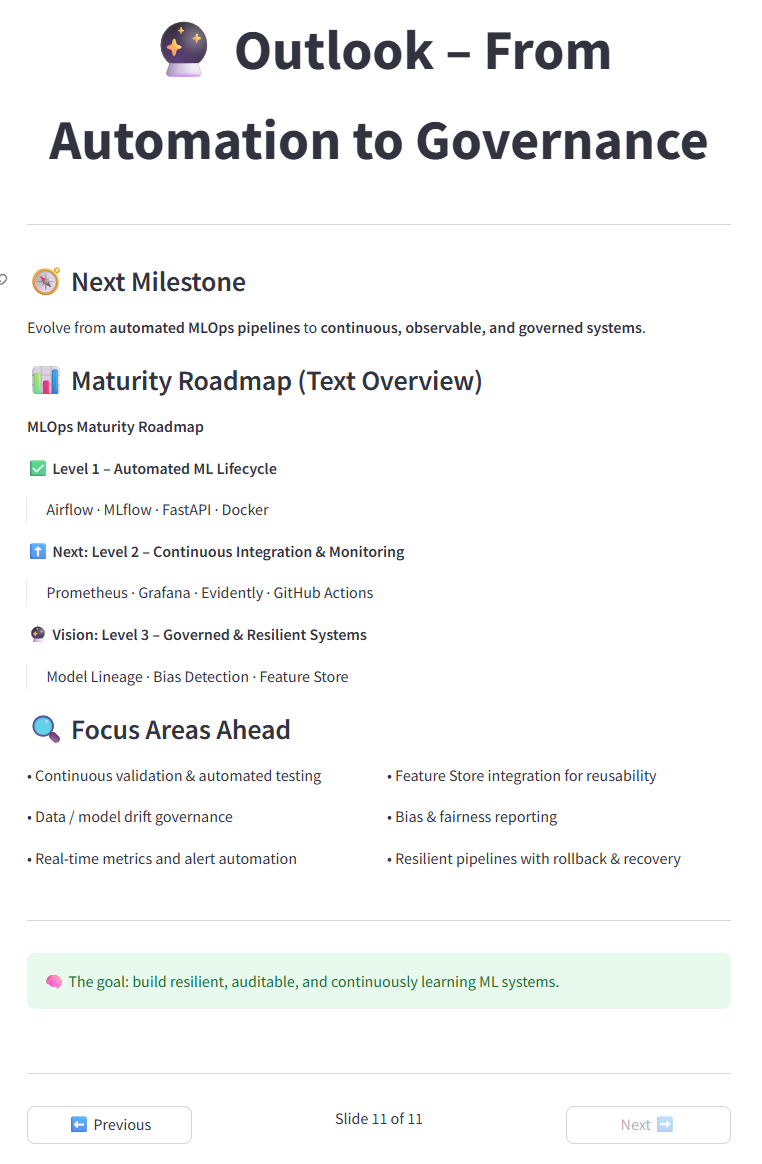 🔮 Outlook – From
Automation to Governance
🧭 Next Milestone
Evolve from automated MLOps pipelines to continuous, observable, and governed systems.
📊 Maturity Roadmap (Text Overview)
MLOps Maturity Roadmap
✅ Level 1 – Automated ML Lifecycle
Airflow · MLflow · FastAPI · Docker
⬆️ Next: Level 2 – Continuous Integration & Monitoring
Prometheus · Grafana · Evidently · GitHub Actions
🔮 Vision: Level 3 – Governed & Resilient Systems
Model Lineage · Bias Detection · Feature Store
🔍 Focus Areas Ahead
• Continuous validation & automated testing
• Data / model drift governance
• Real-time metrics and alert automation
• Feature Store integration for reusability
• Bias & fairness reporting
• Resilient pipelines with rollback & recovery
🧠 The goal: build resilient, auditable, and continuously learning ML systems.
⬅️ Previous
Slide 11 of 11
Next ➡️